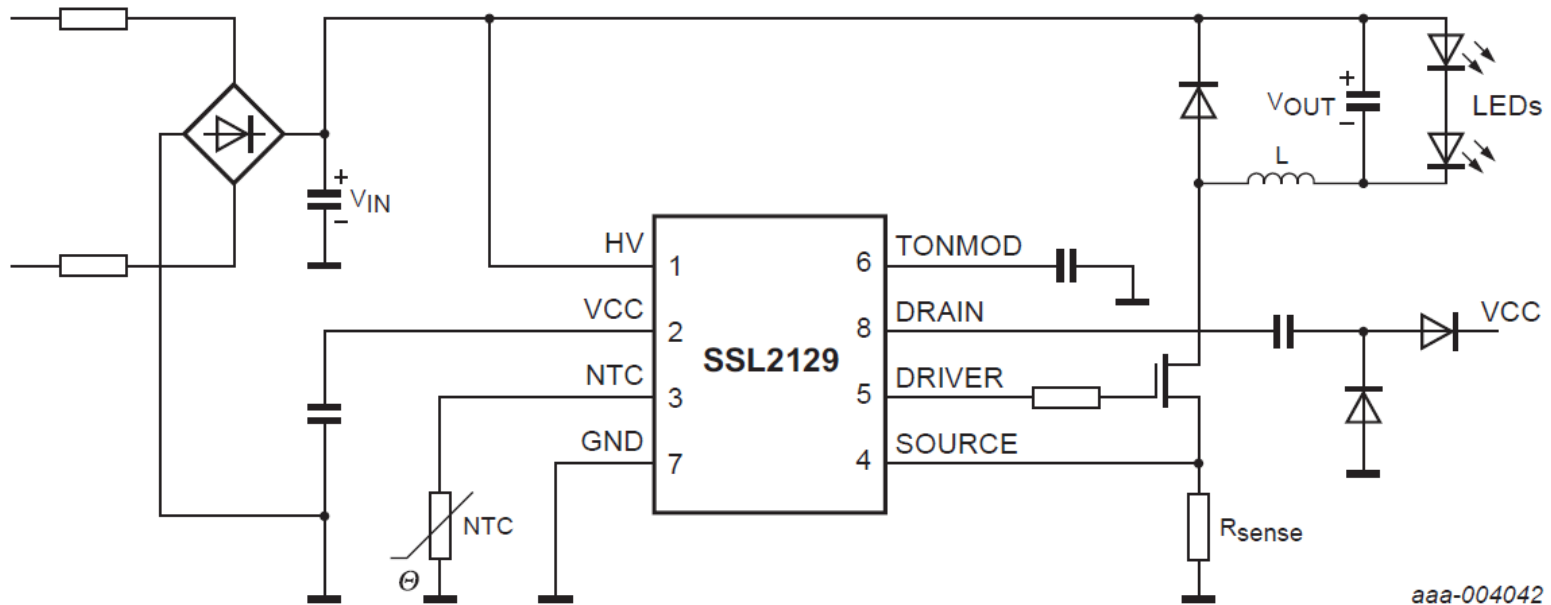 VOUT
+
-
LEDs
L
+
VIN
-
HV
1
TONMOD
6
VCC
2
DRAIN
8
VCC
SSL2129
NTC
3
DRIVER
5
GND
7
SOURCE
4
NTC
Θ
Rsense
aaa-004042